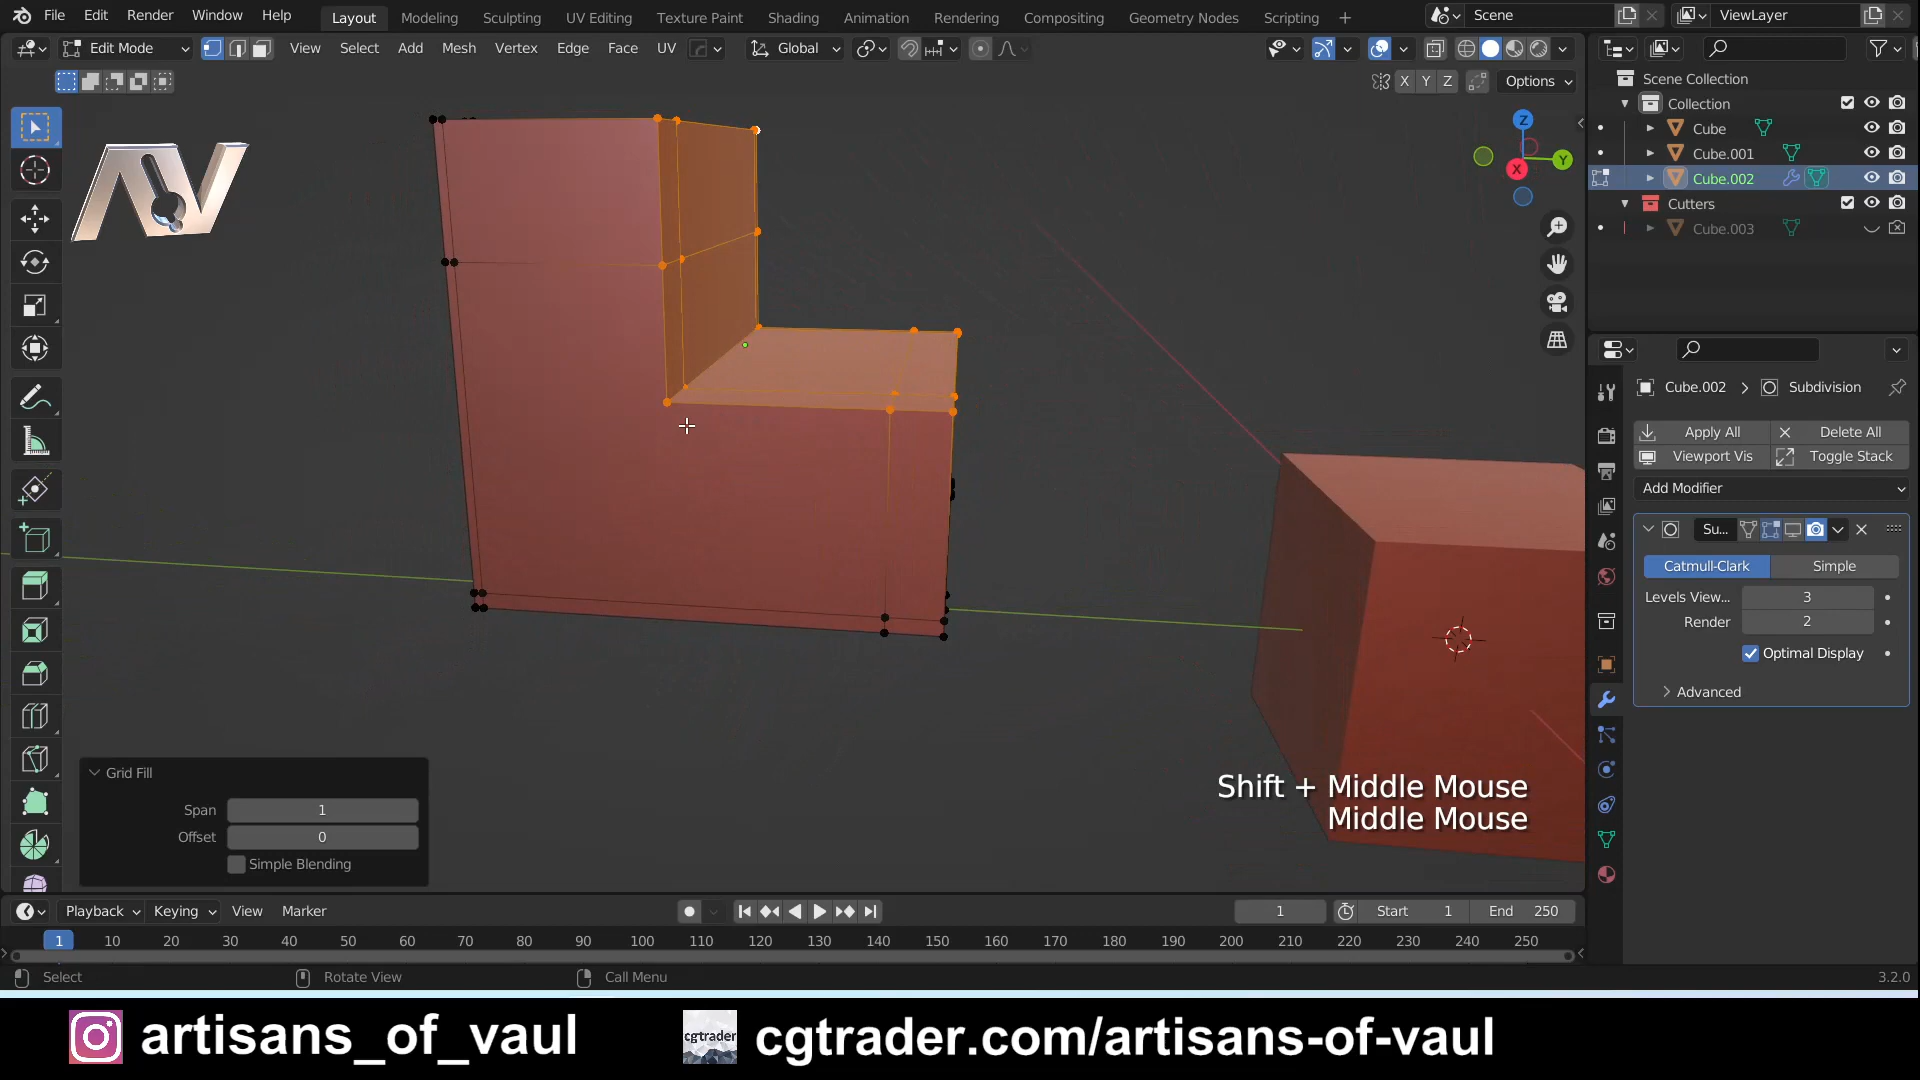 File Edit Render Window Help Layout Modeling Sculpting UV Editing Texture Paint Shading Animation Rendering Compositing Geometry Nodes Scripting Scene ViewLayer
Edit Mode View Select Add Mesh Vertex Edge Face UV Global
X Y Z Options
Scene Collection
Collection
Cube
Cube.001
Cube.002
Cutters
Cube.003
Z
Y
X
AV
Cube.002 Subdivision
Apply All Delete All
Viewport Vis Toggle Stack
Add Modifier
Su...
Catmull-Clark Simple
Levels View... 3
Render 2
Optimal Display
Advanced
Grid Fill
Span 1
Offset 0
Simple Blending
Shift + Middle Mouse
Middle Mouse
Playback Keying View Marker 1 Start 1 End 250
1 10 20 30 40 50 60 70 80 90 100 110 120 130 140 150 160 170 180 190 200 210 220 230 240 250
Select Rotate View Call Menu 3.2.0
artisans_of_vaul cgtrader cgtrader.com/artisans-of-vaul